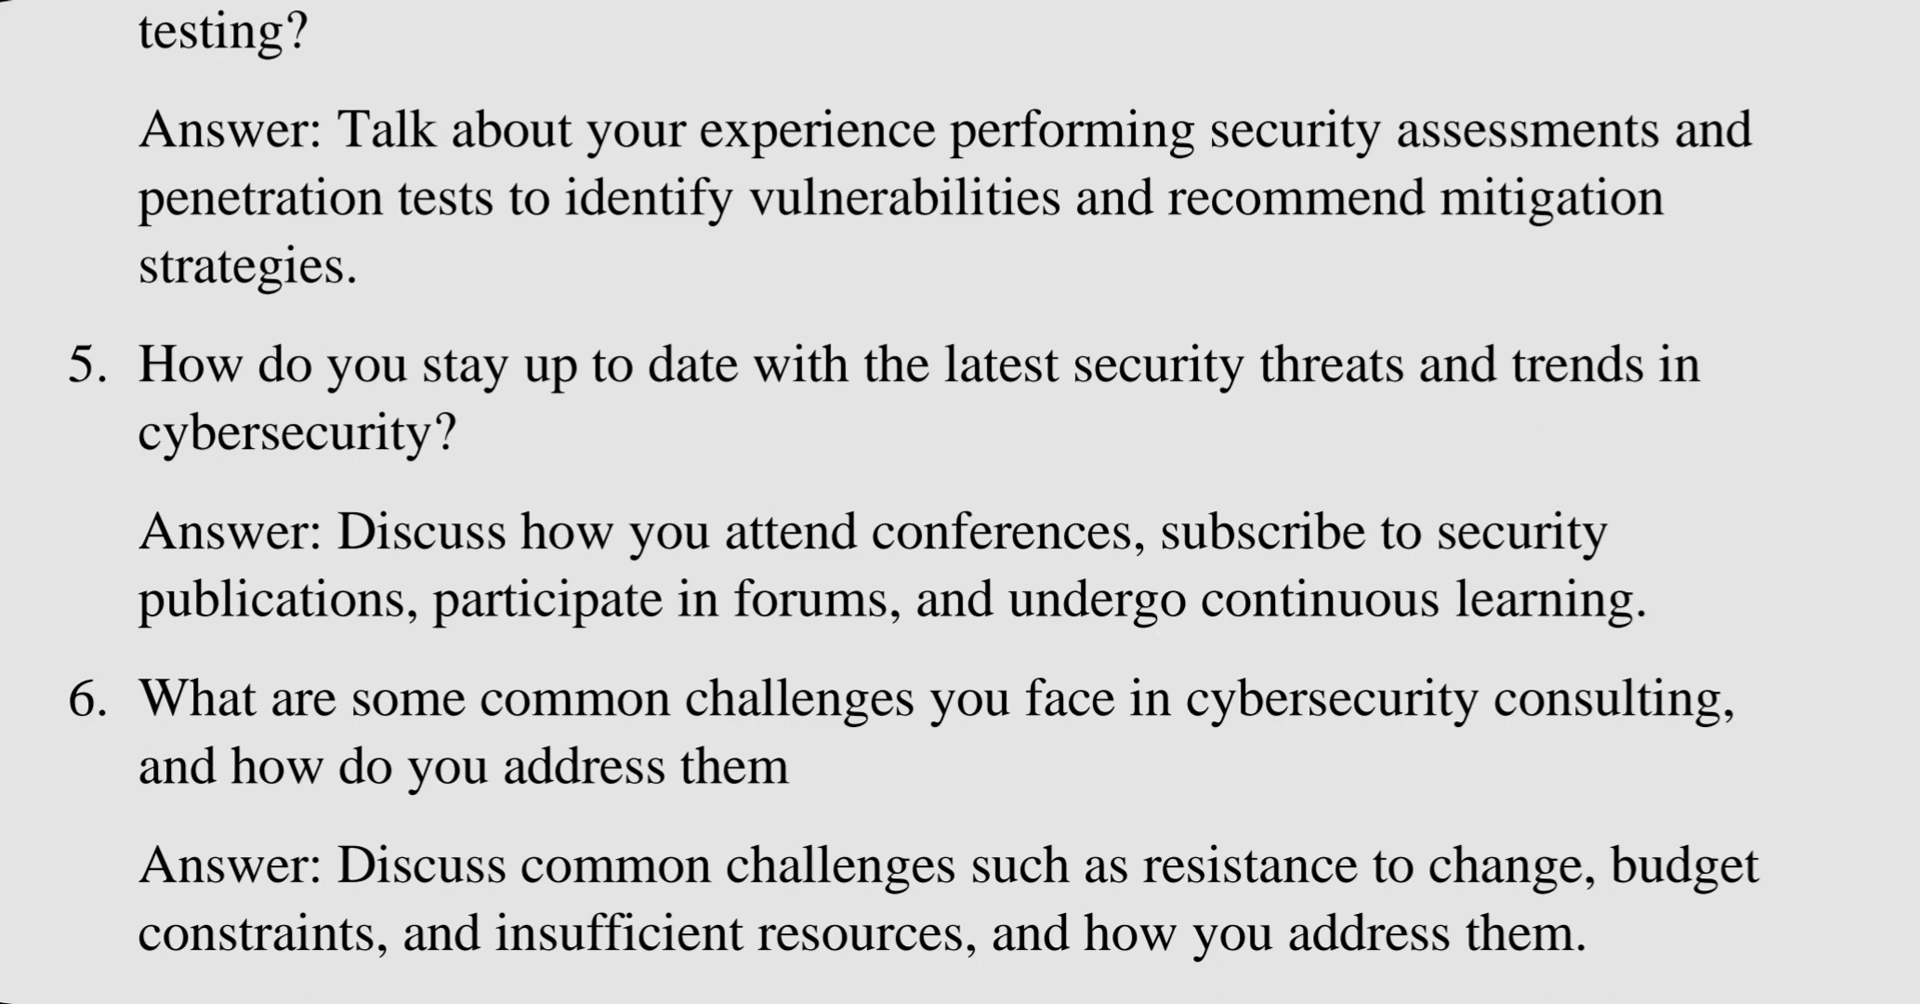 testing?
Answer: Talk about your experience performing security assessments and
penetration tests to identify vulnerabilities and recommend mitigation
strategies.
5. How do you stay up to date with the latest security threats and trends in
cybersecurity?
Answer: Discuss how you attend conferences, subscribe to security
publications, participate in forums, and undergo continuous learning.
6. What are some common challenges you face in cybersecurity consulting,
and how do you address them
Answer: Discuss common challenges such as resistance to change, budget
constraints, and insufficient resources, and how you address them.